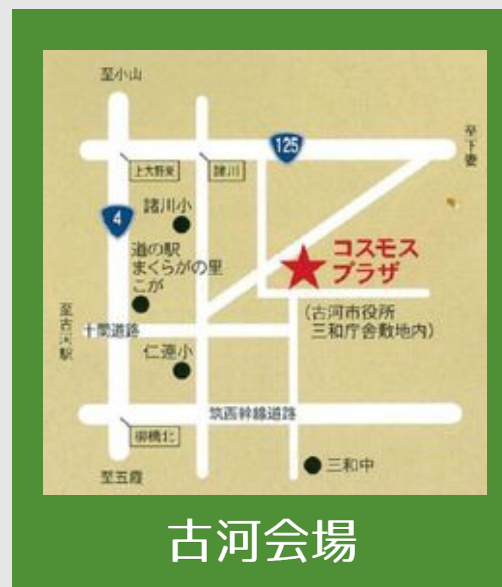 至小山
125
至下妻
上大野東
諸川
4
諸川小
道の駅
まくらがの里
こが
コスモス
プラザ
(古河市役所
三和庁舎敷地内)
至古河駅
十間道路
仁連小
筑西幹線道路
柳橋北
三和中
至五霞
古河会場